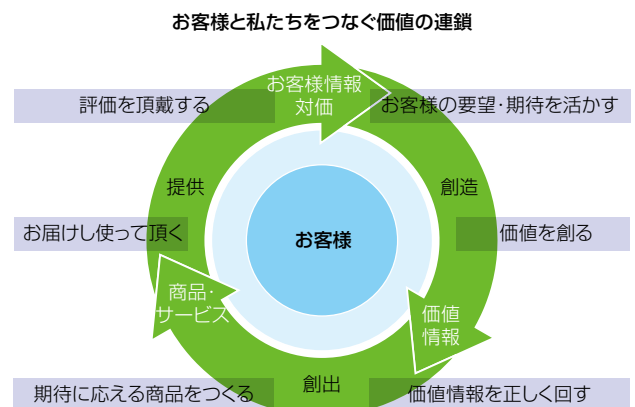 お客様と私たちをつなぐ価値の連鎖
お客様情報
対価
評価を頂戴する
お客様の要望・期待を活かす
提供
創造
お届けし使って頂く
お客様
価値を創る
商品・
サービス
価値
情報
期待に応える商品をつくる
創出
価値情報を正しく回す